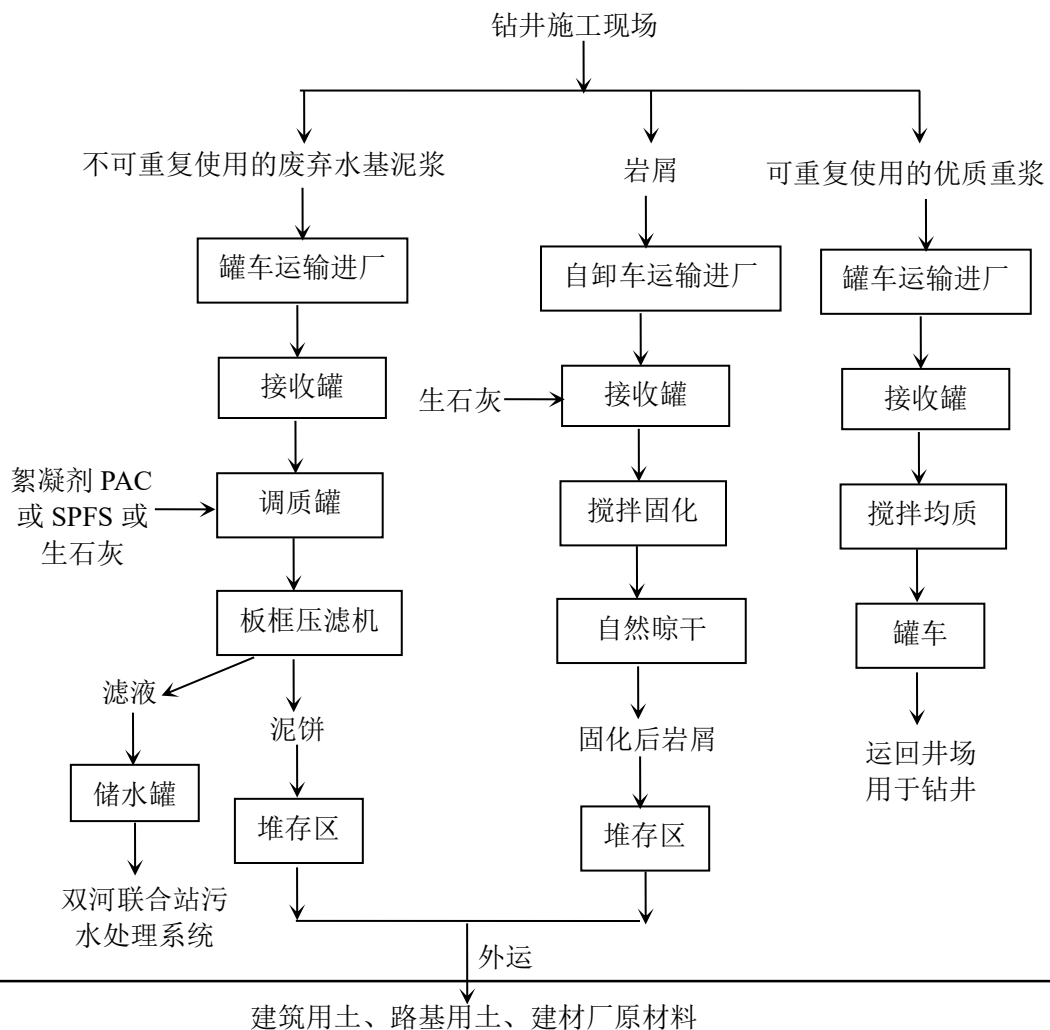 钻井施工现场
不可重复使用的废弃水基泥浆
岩屑
可重复使用的优质重浆
罐车运输进厂
自卸车运输进厂
罐车运输进厂
接收罐
生石灰
接收罐
接收罐
絮凝剂 PAC
或 SPFS 或
生石灰
调质罐
搅拌固化
搅拌均质
板框压滤机
自然晾干
罐车
滤液
泥饼
固化后岩屑
运回井场
用于钻井
储水罐
堆存区
堆存区
双河联合站污
水处理系统
外运
建筑用土、路基用土、建材厂原材料